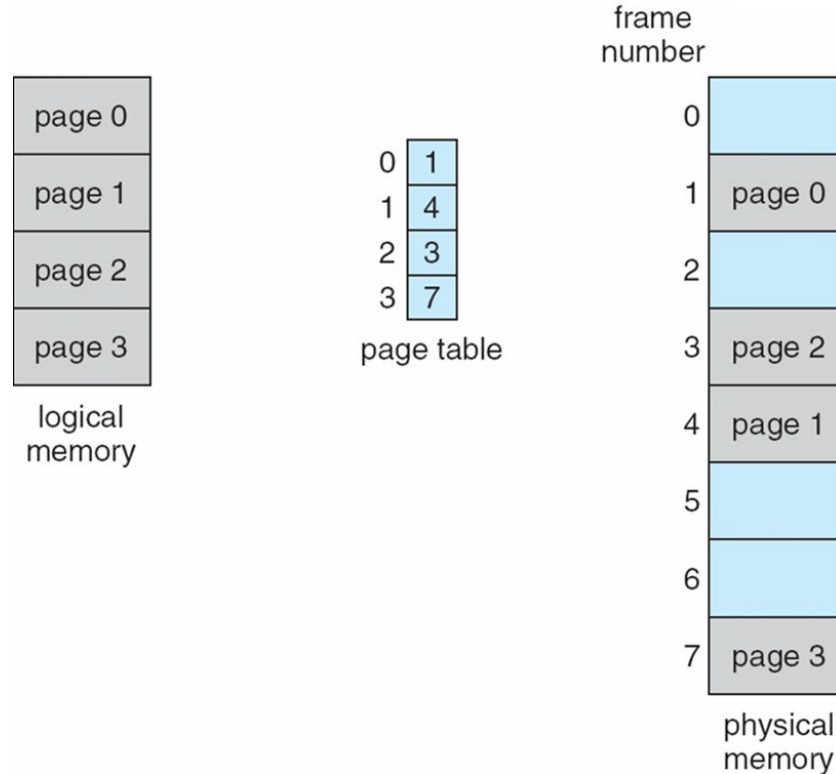 frame
number
page 0
page 1
page 2
page 3
logical
memory
0 1
1 4
2 3
3 7
page table
0
1 page 0
2
3 page 2
4 page 1
5
6
7 page 3
physical
memory